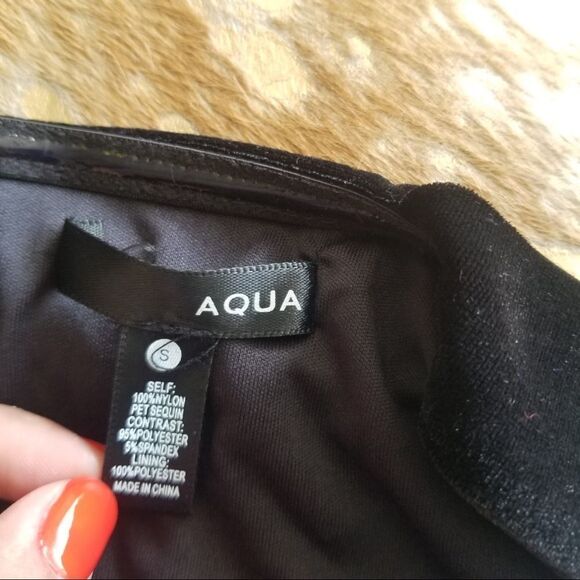 AQUA
S
SELF:
100%NYLON
PET SEQUIN
CONTRAST:
95%POLYESTER
5%SPANDEX
LINING:
100%POLYESTER
MADE IN CHINA